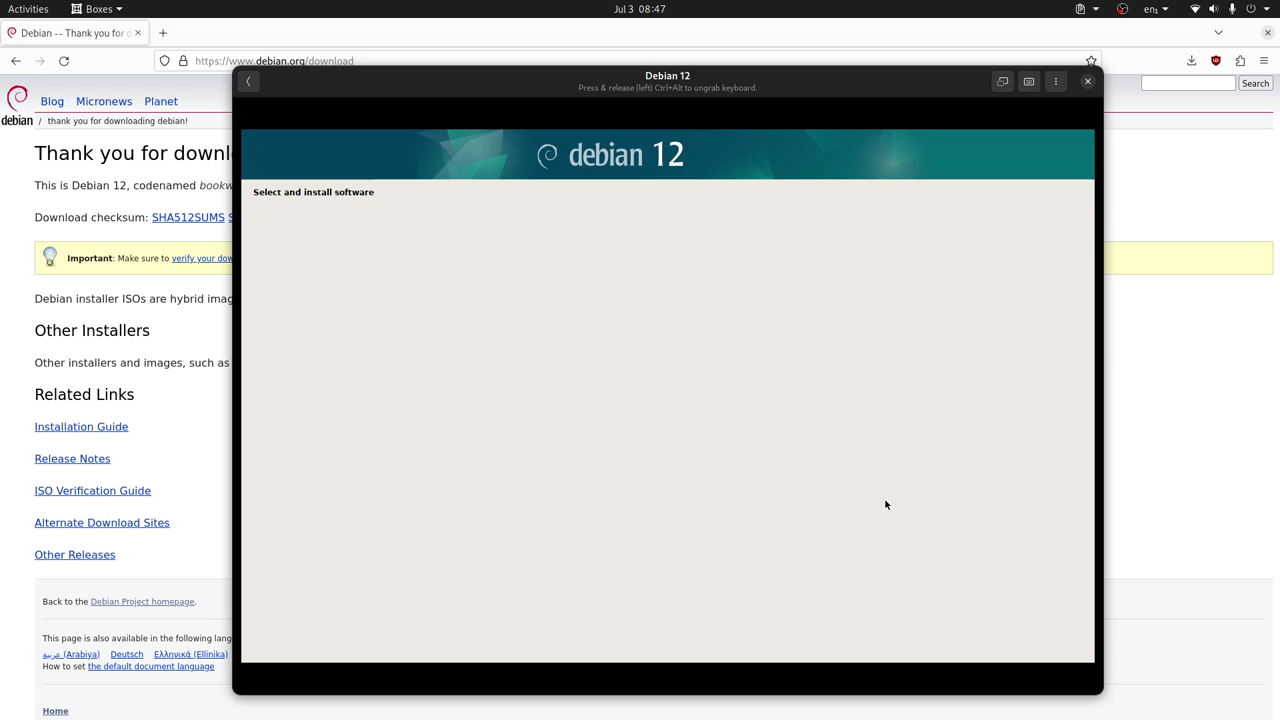 Activities
Boxes
Jul 3 08:47
en₁
Debian -- Thank you for d
https://www.debian.org/download
Debian 12
Press & release (left) Ctrl+Alt to ungrab keyboard.
debian 12
Select and install software
debian
Blog Micronews Planet
Search
/ thank you for downloading debian!
Thank you for downl
This is Debian 12, codenamed bookw
Download checksum: SHA512SUMS S
Important: Make sure to verify your dow
Debian installer ISOs are hybrid imag
Other Installers
Other installers and images, such as
Related Links
Installation Guide
Release Notes
ISO Verification Guide
Alternate Download Sites
Other Releases
Back to the Debian Project homepage.
This page is also available in the following lang
عربية (Arabiya) Deutsch Ελληνικά (Ellinika)
How to set the default document language
Home